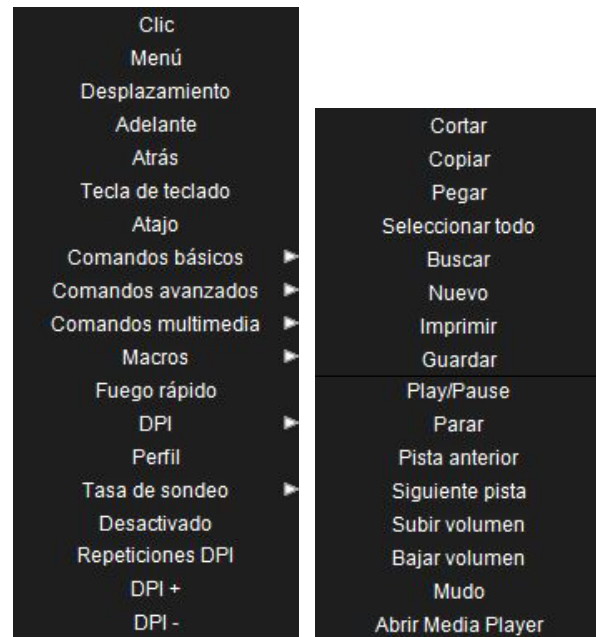 Clic
Menú
Desplazamiento
Adelante
Atrás
Tecla de teclado
Atajo
Comandos básicos
Comandos avanzados
Comandos multimedia
Macros
Fuego rápido
DPI
Perfil
Tasa de sondeo
Desactivado
Repeticiones DPI
DPI +
DPI -
Cortar
Copiar
Pegar
Seleccionar todo
Buscar
Nuevo
Imprimir
Guardar
Play/Pause
Parar
Pista anterior
Siguiente pista
Subir volumen
Bajar volumen
Mudo
Abrir Media Player